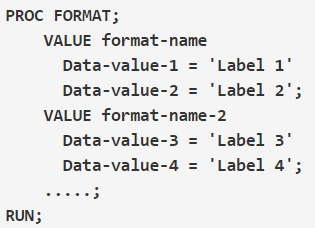 PROC FORMAT;
VALUE format-name
Data-value-1 = 'Label 1'
Data-value-2 = 'Label 2';
VALUE format-name-2
Data-value-3 = 'Label 3'
Data-value-4 = 'Label 4';
.....;
RUN;